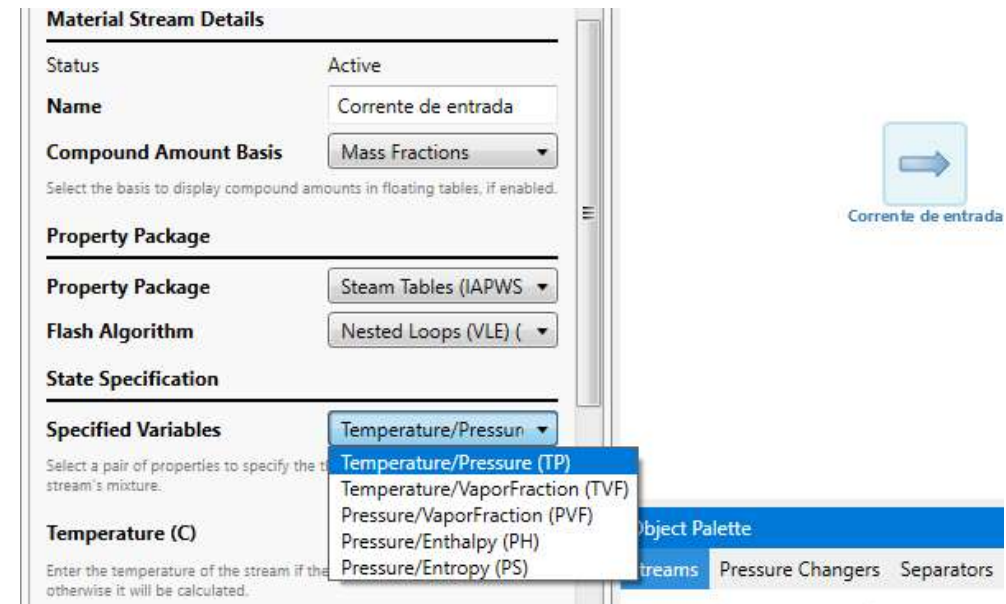 Material Stream Details
Status Active
Name Corrente de entrada
Compound Amount Basis Mass Fractions
Select the basis to display compound amounts in floating tables, if enabled.
Corrente de entrada
Property Package
Property Package Steam Tables (IAPWS
Flash Algorithm Nested Loops (VLE) (
State Specification
Specified Variables Temperature/Pressur
Select a pair of properties to specify the
stream's mixture.
Temperature/Pressure (TP)
Temperature/VaporFraction (TVF)
Pressure/VaporFraction (PVF)
Pressure/Enthalpy (PH)
Pressure/Entropy (PS)
Temperature (C)
Enter the temperature of the stream if the
otherwise it will be calculated.
Object Palette
Streams Pressure Changers Separators